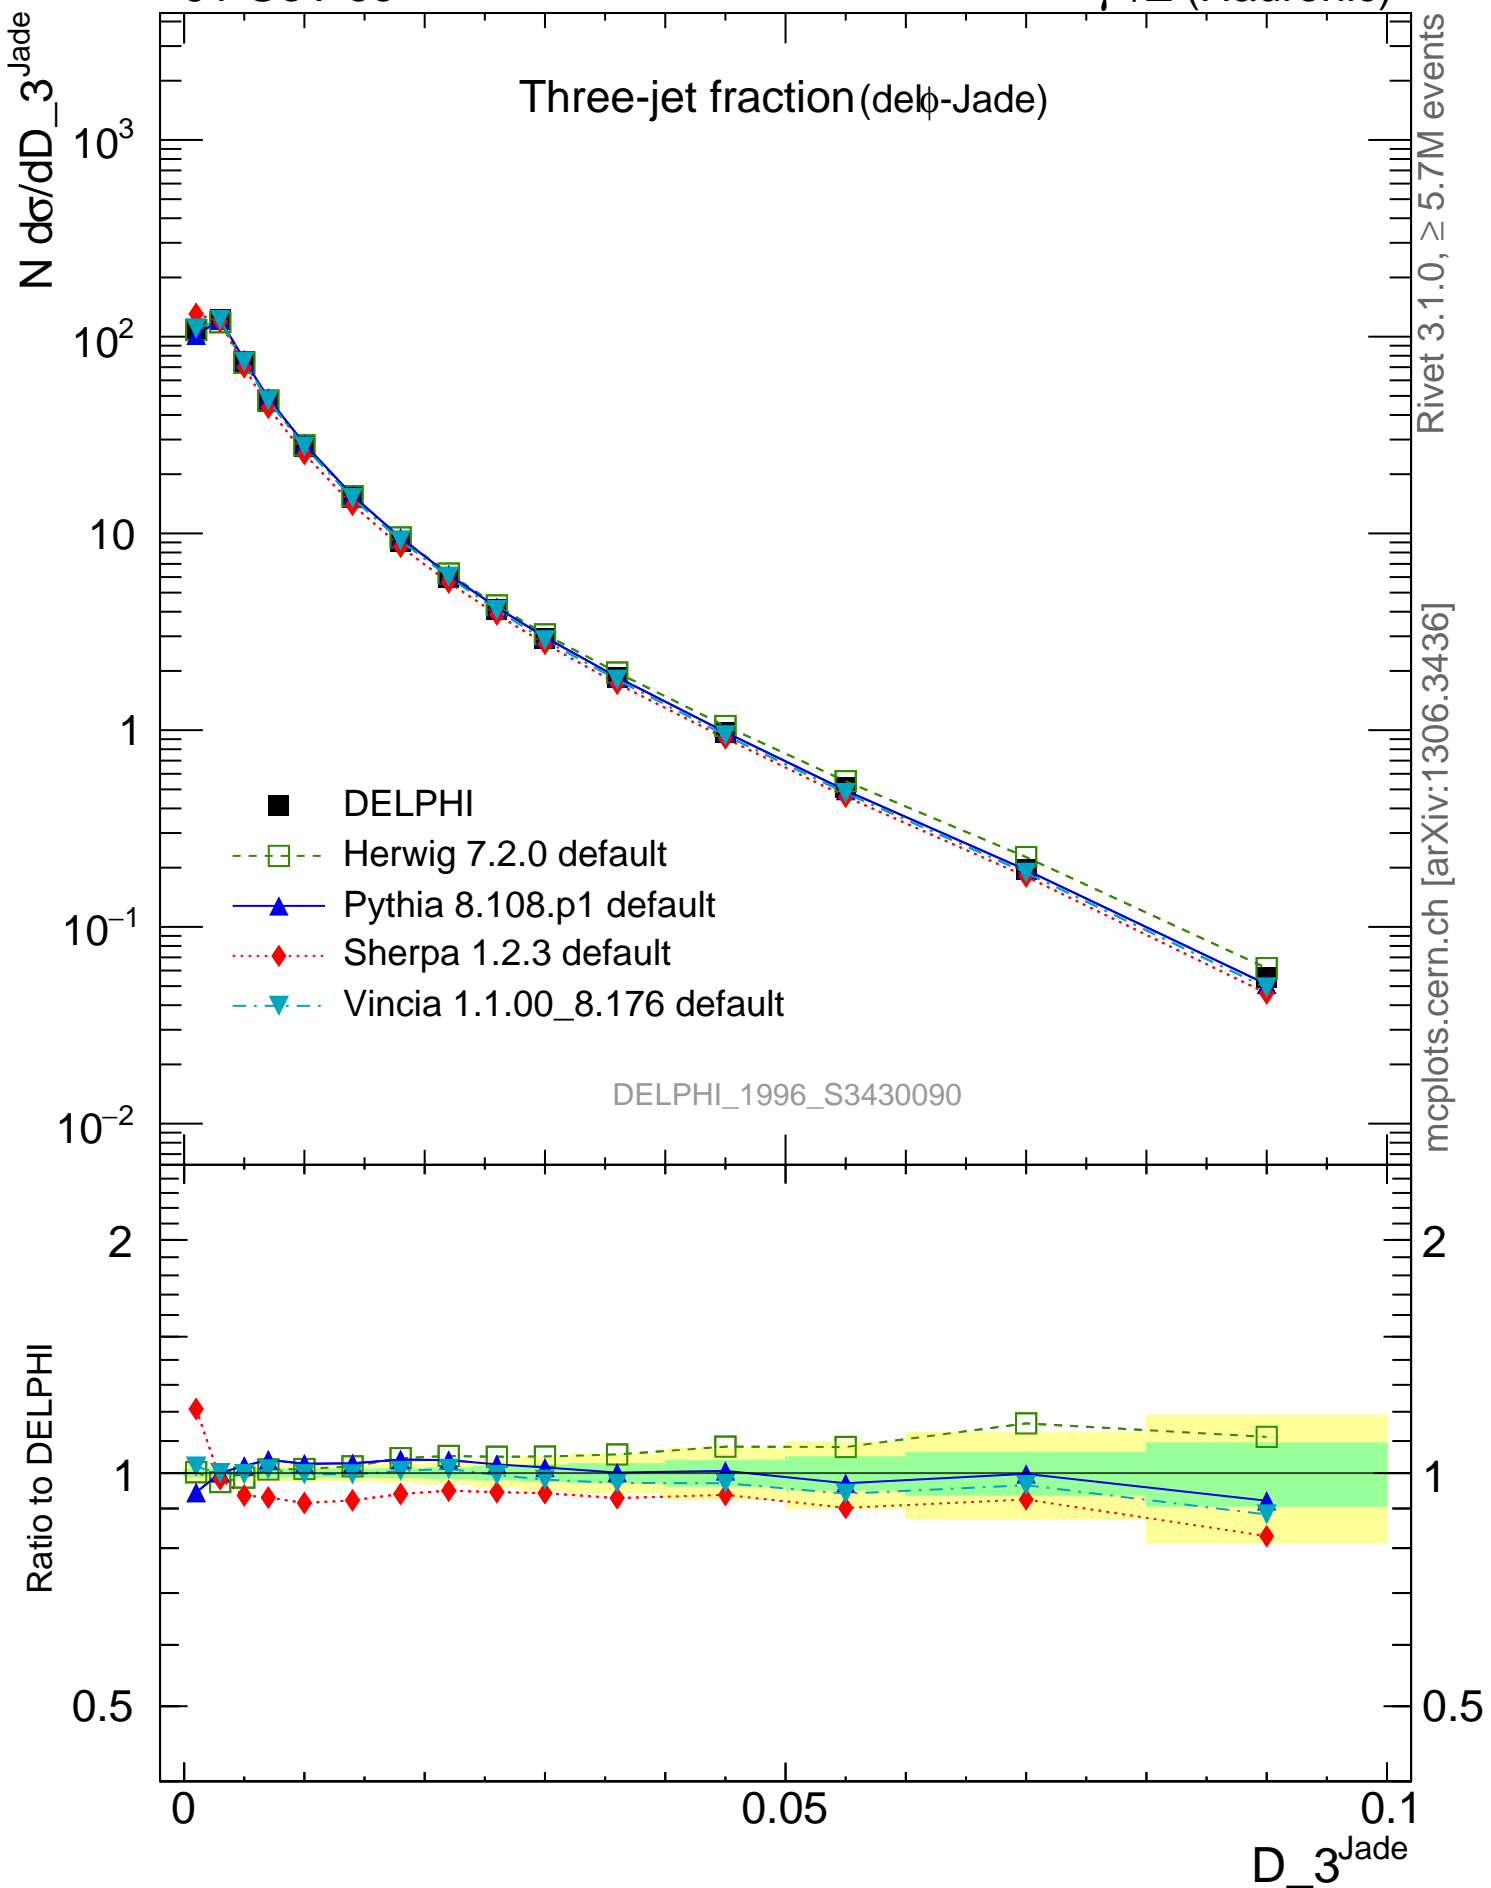 N dσ/dD_3^Jade
Three-jet fraction (delϕ-Jade)
10^3
10^2
10
1
10^−1
10^−2
DELPHI
Herwig 7.2.0 default
Pythia 8.108.p1 default
Sherpa 1.2.3 default
Vincia 1.1.00_8.176 default
DELPHI_1996_S3430090
Rivet 3.1.0, ≥ 5.7M events
mcplots.cern.ch [arXiv:1306.3436]
Ratio to DELPHI
2
1
0.5
2
1
0.5
0
0.05
0.1
D_3^Jade